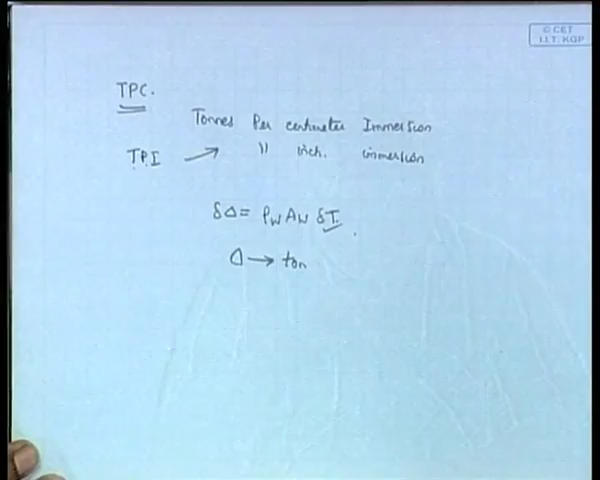 © CET
I.I.T. KGP
TPC.
Tonnes Per centimeter Immersion
TPI → " inch. immersion
δΔ = ρw Aw δT.
Δ → ton